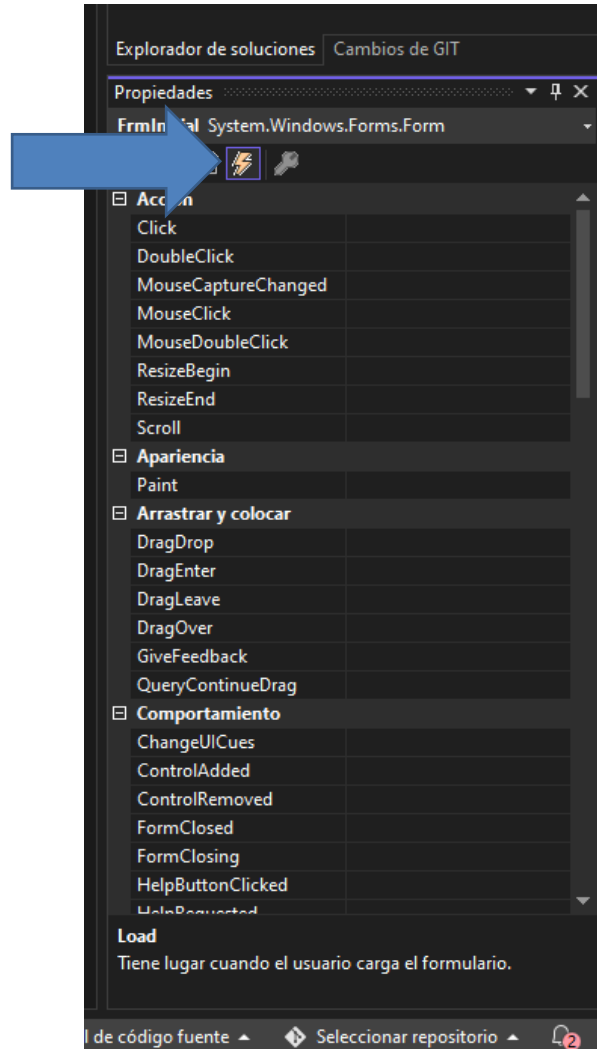 Explorador de soluciones Cambios de GIT
Propiedades
System.Windows.Forms.Form
Click
DoubleClick
MouseCaptureChanged
MouseClick
MouseDoubleClick
ResizeBegin
ResizeEnd
Scroll
Apariencia
Paint
Arrastrar y colocar
DragDrop
DragEnter
DragLeave
DragOver
GiveFeedback
QueryContinueDrag
Comportamiento
ChangeUICues
ControlAdded
ControlRemoved
FormClosed
FormClosing
HelpButtonClicked
HelpRequested
Load
Tiene lugar cuando el usuario carga el formulario.
l de código fuente Seleccionar repositorio 2